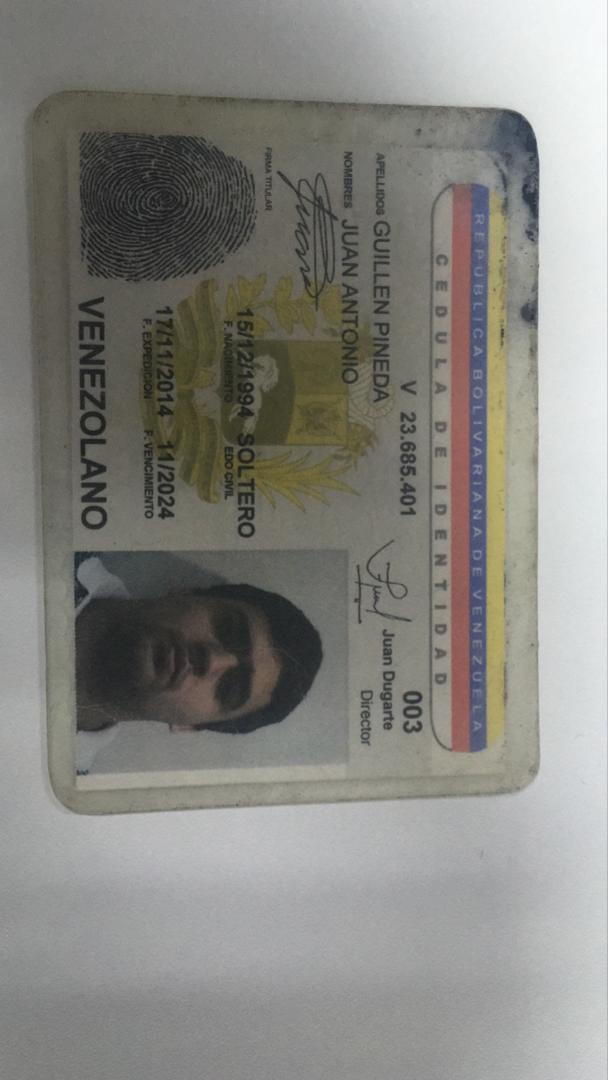 REPUBLICA BOLIVARIANA DE VENEZUELA
CEDULA DE IDENTIDAD
V 23.685.401
003
APELLIDOS GUILLEN PINEDA
Juan Dugarte
Director
NOMBRES JUAN ANTONIO
FIRMA TITULAR
15/12/1994 SOLTERO
F. NACIMIENTO EDO CIVIL
17/11/2014 11/2024
F. EXPEDICION F. VENCIMIENTO
VENEZOLANO